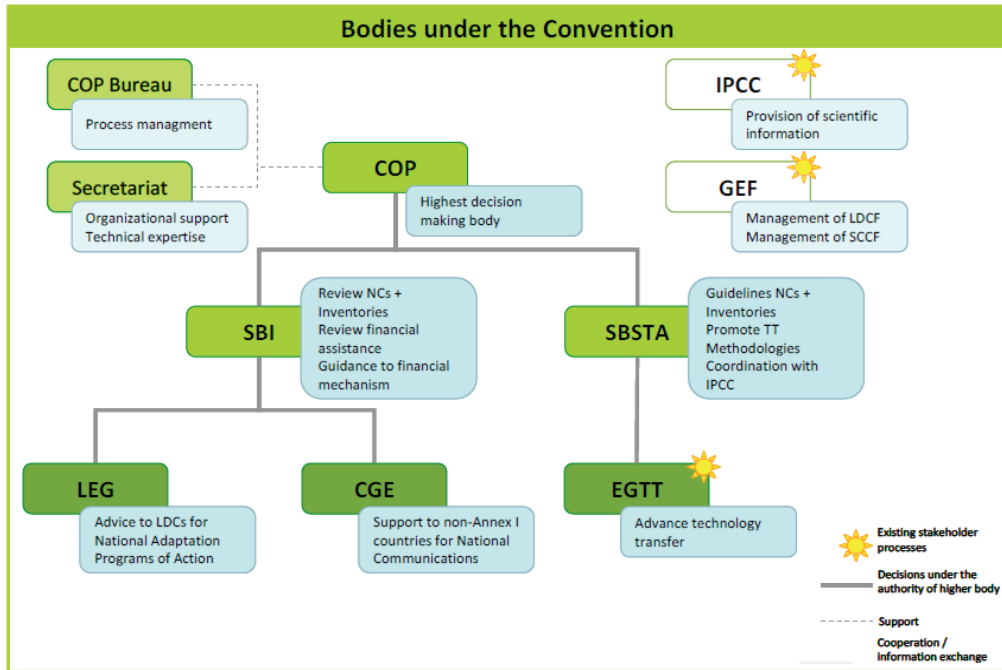 Bodies under the Convention
COP Bureau
Process managment
Secretariat
Organizational support
Technical expertise
COP
Highest decision
making body
IPCC
Provision of scientific
information
GEF
Management of LDCF
Management of SCCF
SBI
Review NCs +
Inventories
Review financial
assistance
Guidance to financial
mechanism
SBSTA
Guidelines NCs +
Inventories
Promote TT
Methodologies
Coordination with
IPCC
LEG
Advice to LDCs for
National Adaptation
Programs of Action
CGE
Support to non-Annex I
countries for National
Communications
EGTT
Advance technology
transfer
Existing stakeholder
processes
Decisions under the
authority of higher body
Support
Cooperation /
information exchange